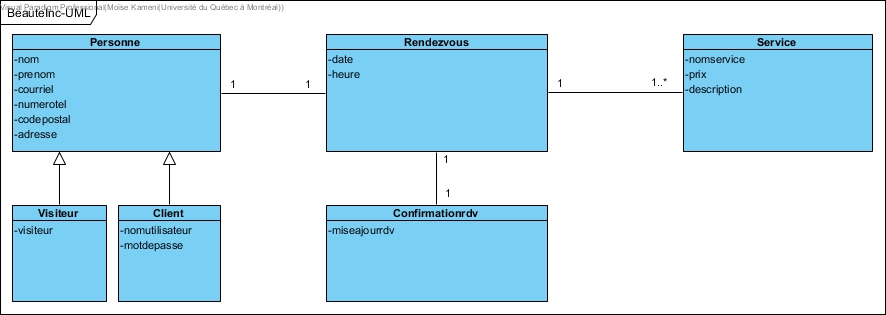 Visual Paradigm Professional(Moise Kameni(Université du Québec à Montréal))
BeauteInc-UML
Personne
-nom
-prenom
-courriel
-numerotel
-codepostal
-adresse
1
1
Rendezvous
-date
-heure
1
1..*
Service
-nomservice
-prix
-description
1
1
Visiteur
-visiteur
Client
-nomutilisateur
-motdepasse
Confirmationrdv
-miseajourrdv